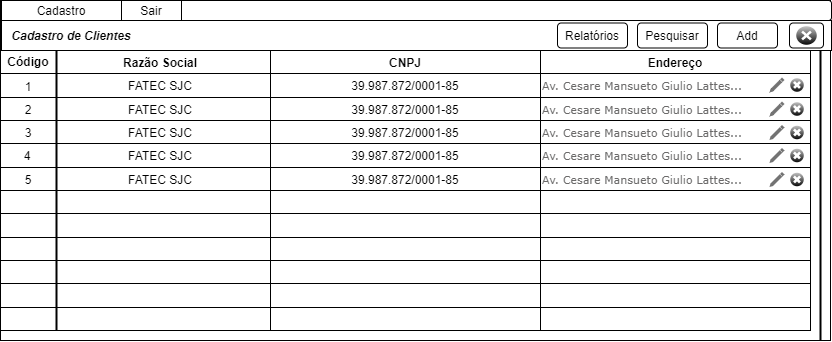 Cadastro Sair
Cadastro de Clientes Relatórios Pesquisar Add
Código Razão Social CNPJ Endereço
1 FATEC SJC 39.987.872/0001-85 Av. Cesare Mansueto Giulio Lattes...
2 FATEC SJC 39.987.872/0001-85 Av. Cesare Mansueto Giulio Lattes...
3 FATEC SJC 39.987.872/0001-85 Av. Cesare Mansueto Giulio Lattes...
4 FATEC SJC 39.987.872/0001-85 Av. Cesare Mansueto Giulio Lattes...
5 FATEC SJC 39.987.872/0001-85 Av. Cesare Mansueto Giulio Lattes...